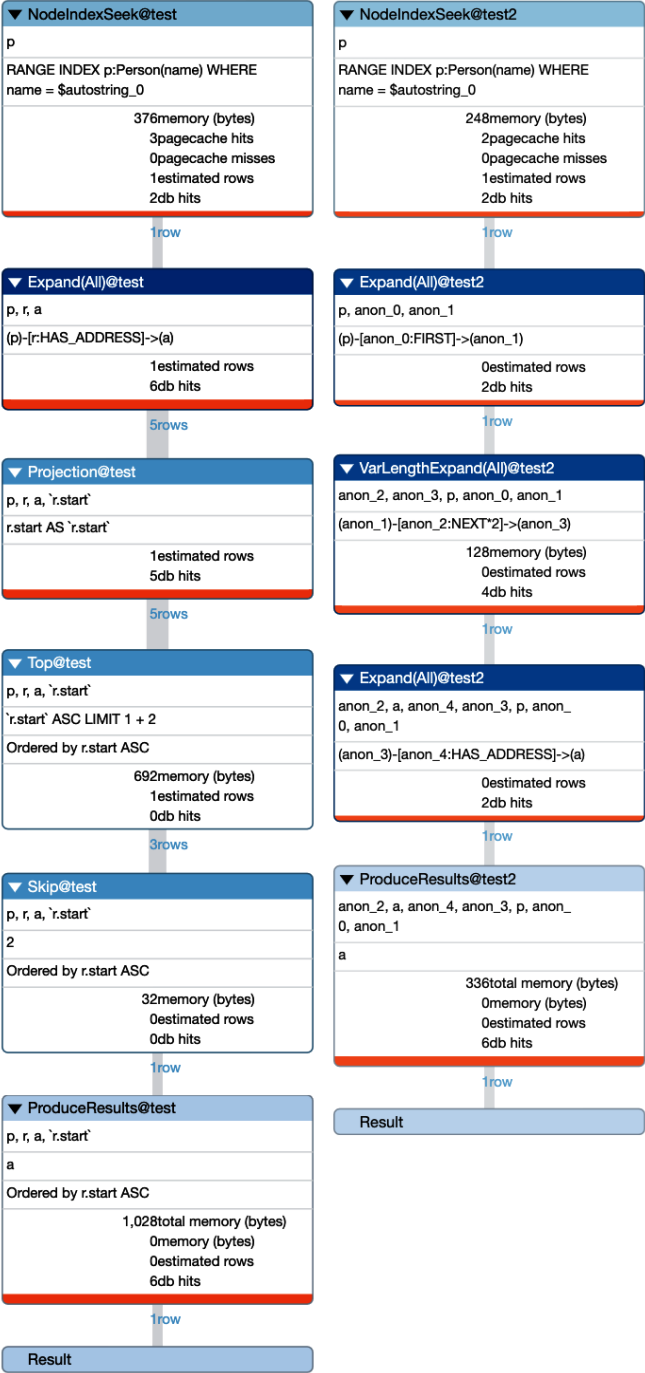 NodeIndexSeek@test
p
RANGE INDEX p:Person(name) WHERE
name = $autostring_0
376memory (bytes)
3pagecache hits
0pagecache misses
1estimated rows
2db hits
1row
Expand(All)@test
p, r, a
(p)-[r:HAS_ADDRESS]->(a)
1estimated rows
6db hits
5rows
Projection@test
p, r, a, `r.start`
r.start AS `r.start`
1estimated rows
5db hits
5rows
Top@test
p, r, a, `r.start`
`r.start` ASC LIMIT 1 + 2
Ordered by r.start ASC
692memory (bytes)
1estimated rows
0db hits
3rows
Skip@test
p, r, a, `r.start`
2
Ordered by r.start ASC
32memory (bytes)
0estimated rows
0db hits
1row
ProduceResults@test
p, r, a, `r.start`
a
Ordered by r.start ASC
1,028total memory (bytes)
0memory (bytes)
0estimated rows
6db hits
1row
Result
NodeIndexSeek@test2
p
RANGE INDEX p:Person(name) WHERE
name = $autostring_0
248memory (bytes)
2pagecache hits
0pagecache misses
1estimated rows
2db hits
1row
Expand(All)@test2
p, anon_0, anon_1
(p)-[anon_0:FIRST]->(anon_1)
0estimated rows
2db hits
1row
VarLengthExpand(All)@test2
anon_2, anon_3, p, anon_0, anon_1
(anon_1)-[anon_2:NEXT*2]->(anon_3)
128memory (bytes)
0estimated rows
4db hits
1row
Expand(All)@test2
anon_2, a, anon_4, anon_3, p, anon_
0, anon_1
(anon_3)-[anon_4:HAS_ADDRESS]->(a)
0estimated rows
2db hits
1row
ProduceResults@test2
anon_2, a, anon_4, anon_3, p, anon_
0, anon_1
a
336total memory (bytes)
0memory (bytes)
0estimated rows
6db hits
1row
Result